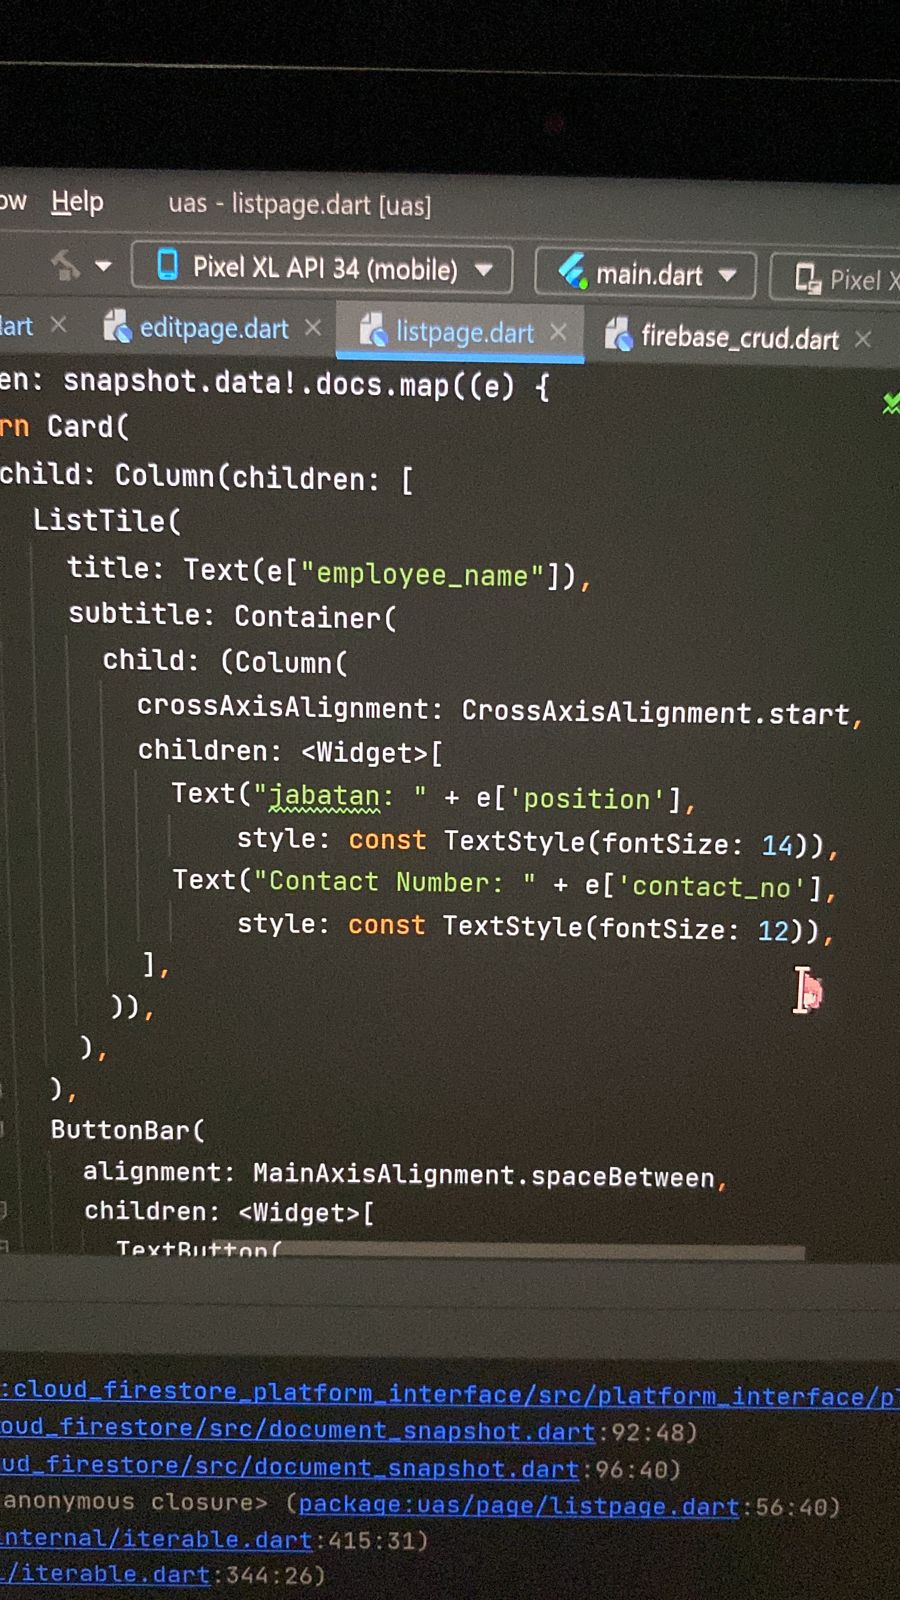 Help uas - listpage.dart [uas]
Pixel XL API 34 (mobile) main.dart Pixel
editpage.dart listpage.dart firebase_crud.dart
en: snapshot.data!.docs.map((e) {
rn Card(
child: Column(children: [
ListTile(
title: Text(e["employee_name"]),
subtitle: Container(
child: (Column(
crossAxisAlignment: CrossAxisAlignment.start,
children: <Widget>[
Text("jabatan: " + e['position'],
style: const TextStyle(fontSize: 14)),
Text("Contact Number: " + e['contact_no'],
style: const TextStyle(fontSize: 12)),
],
)),
),
),
ButtonBar(
alignment: MainAxisAlignment.spaceBetween,
children: <Widget>[
TextButton(
:cloud_firestore_platform_interface/src/platform_interface/pl
oud_firestore/src/document_snapshot.dart:92:48)
ud_firestore/src/document_snapshot.dart:96:40)
anonymous closure> (package:uas/page/listpage.dart:56:40)
nternal/iterable.dart:415:31)
/iterable.dart:344:26)